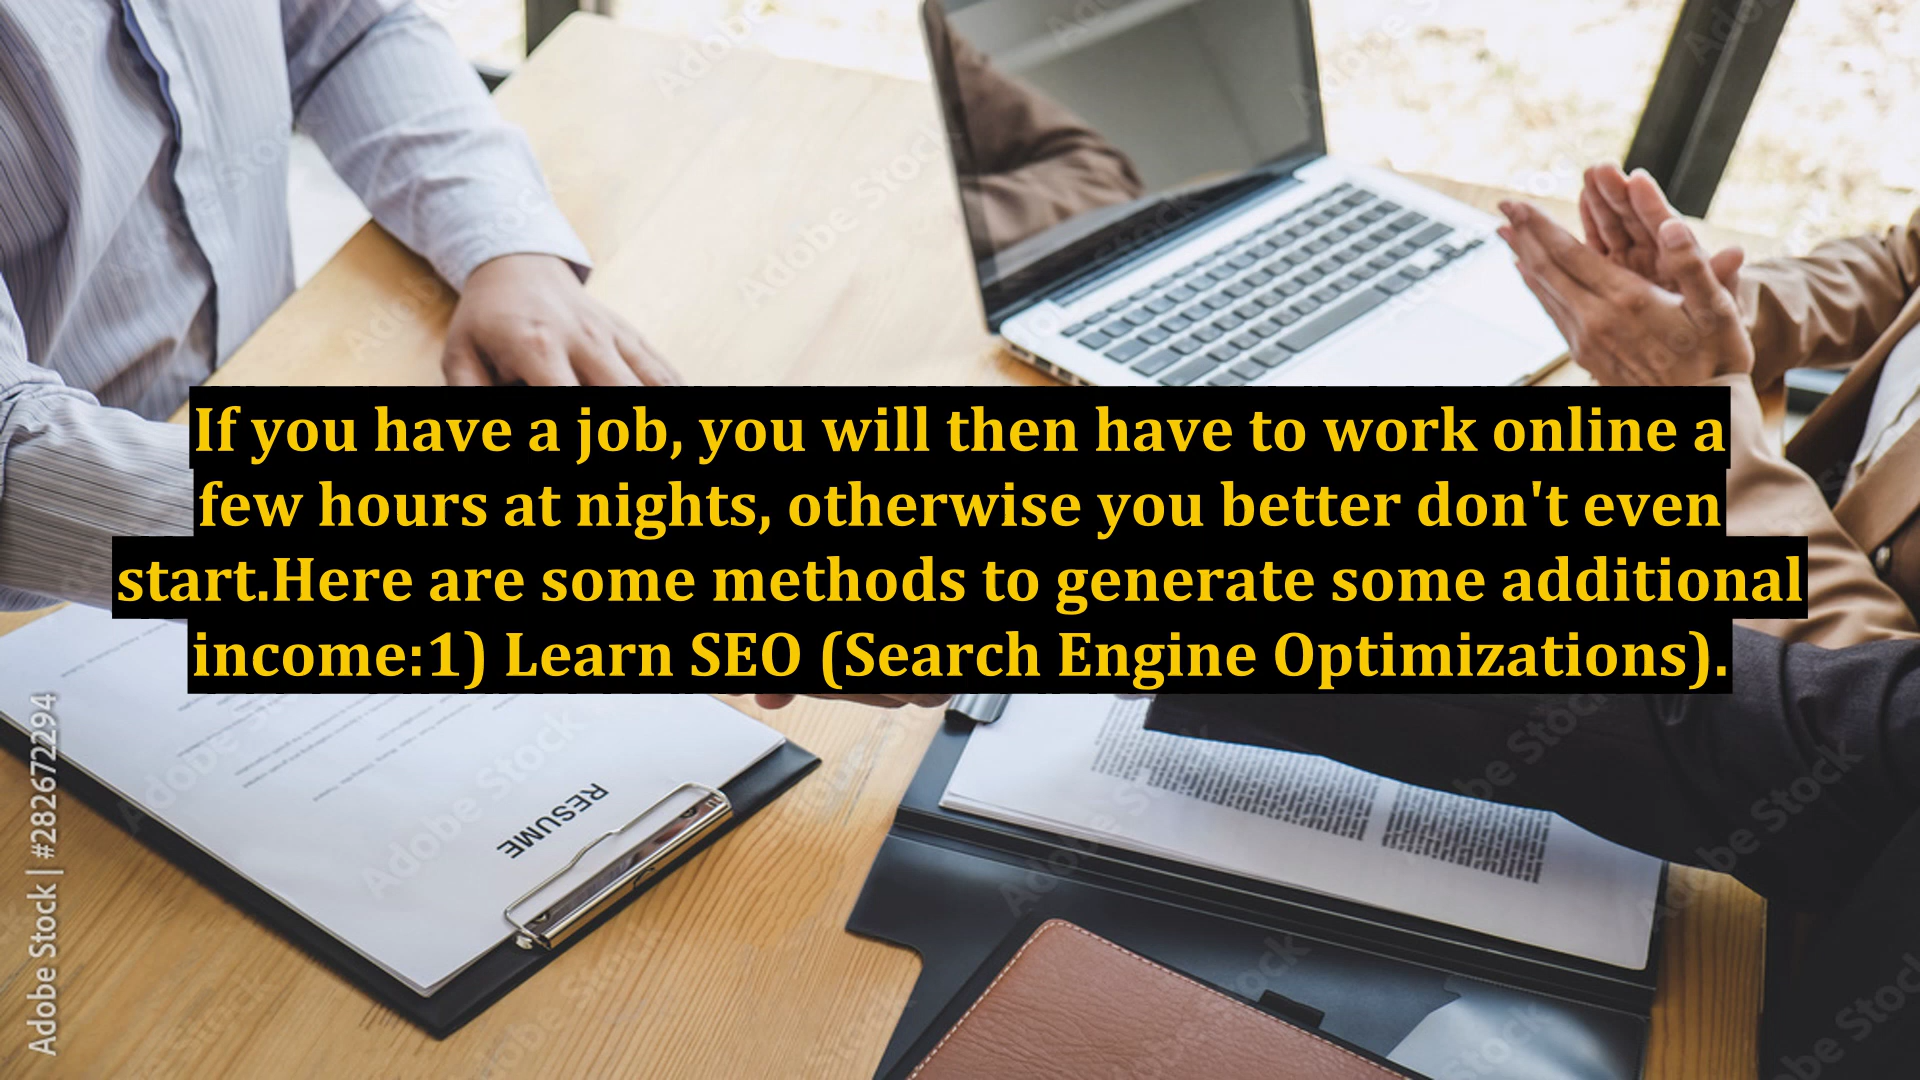 If you have a job, you will then have to work online a
few hours at nights, otherwise you better don't even
start.Here are some methods to generate some additional
income:1) Learn SEO (Search Engine Optimizations).
RESUME
Adobe Stock | #282672294